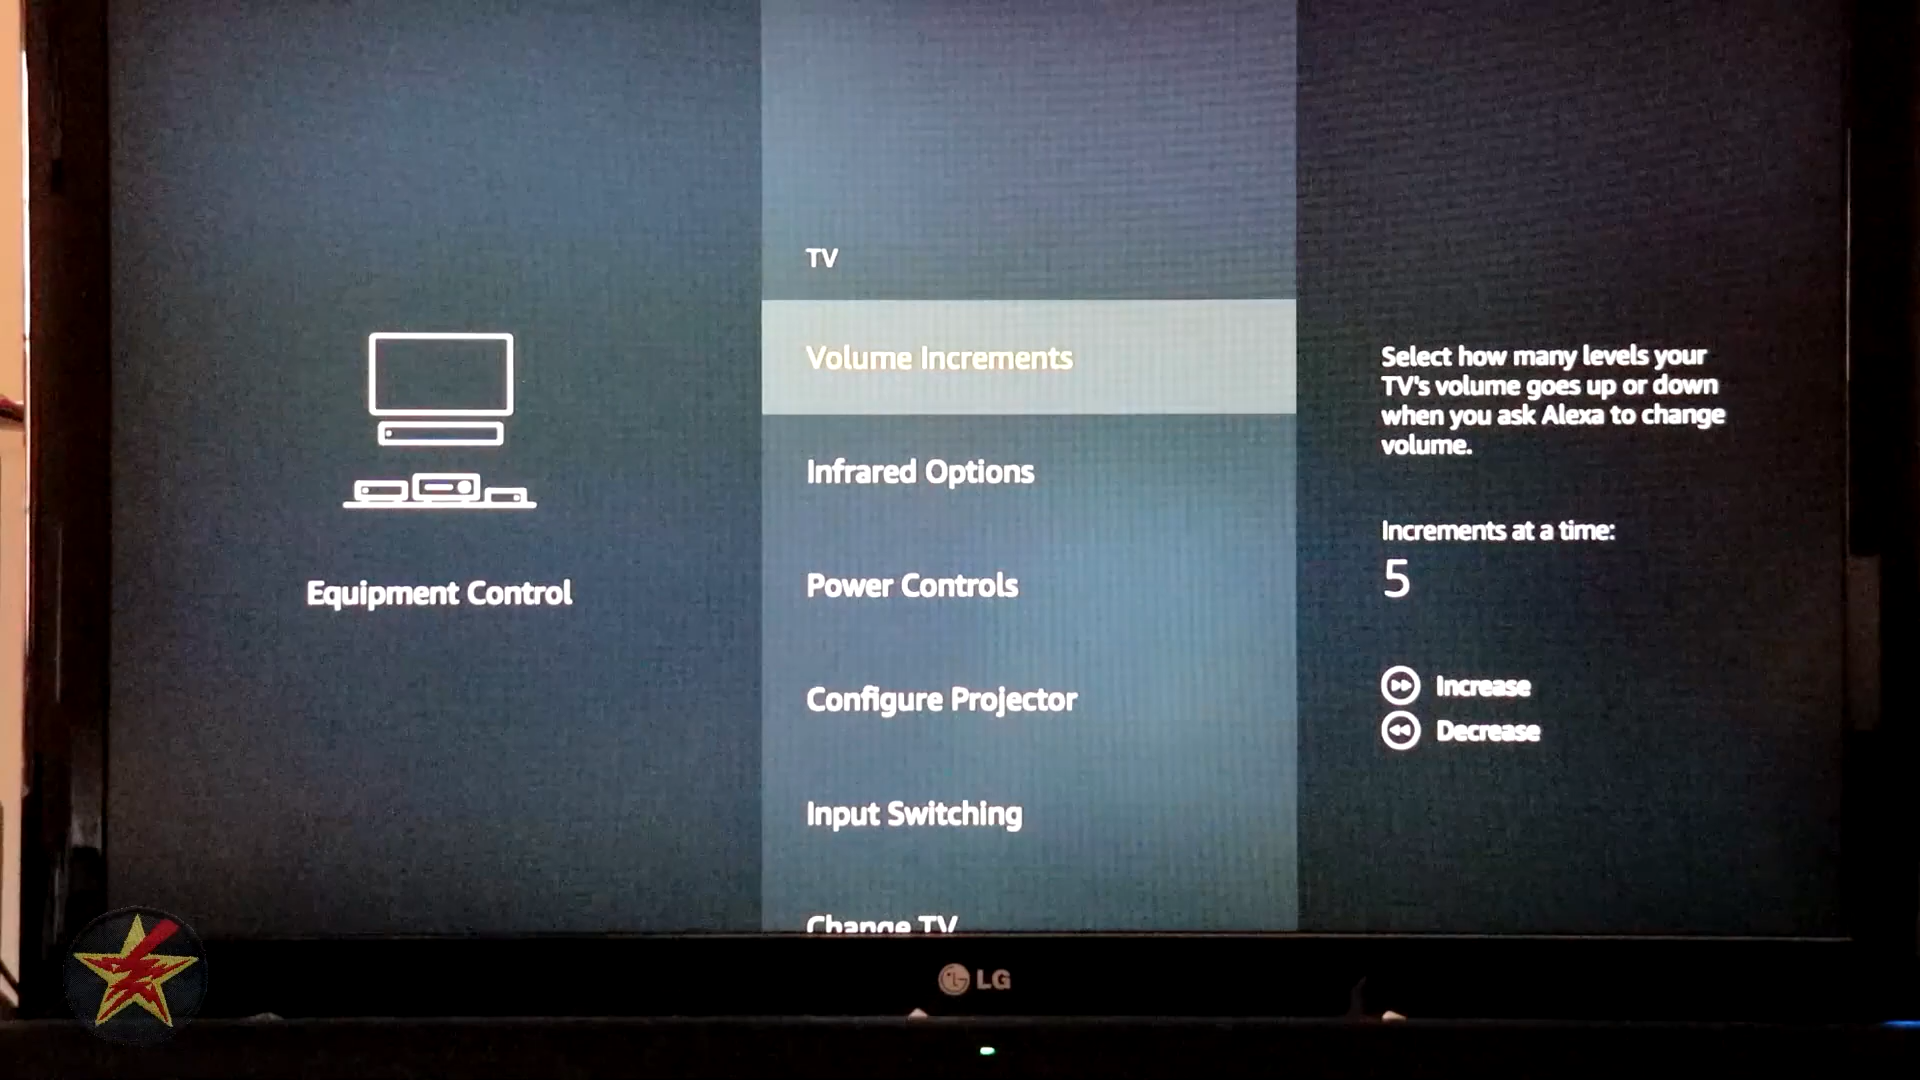 TV
Volume Increments
Infrared Options
Power Controls
Configure Projector
Input Switching
Change TV
Equipment Control
Select how many levels your
TV's volume goes up or down
when you ask Alexa to change
volume.
Increments at a time:
5
Increase
Decrease
LG